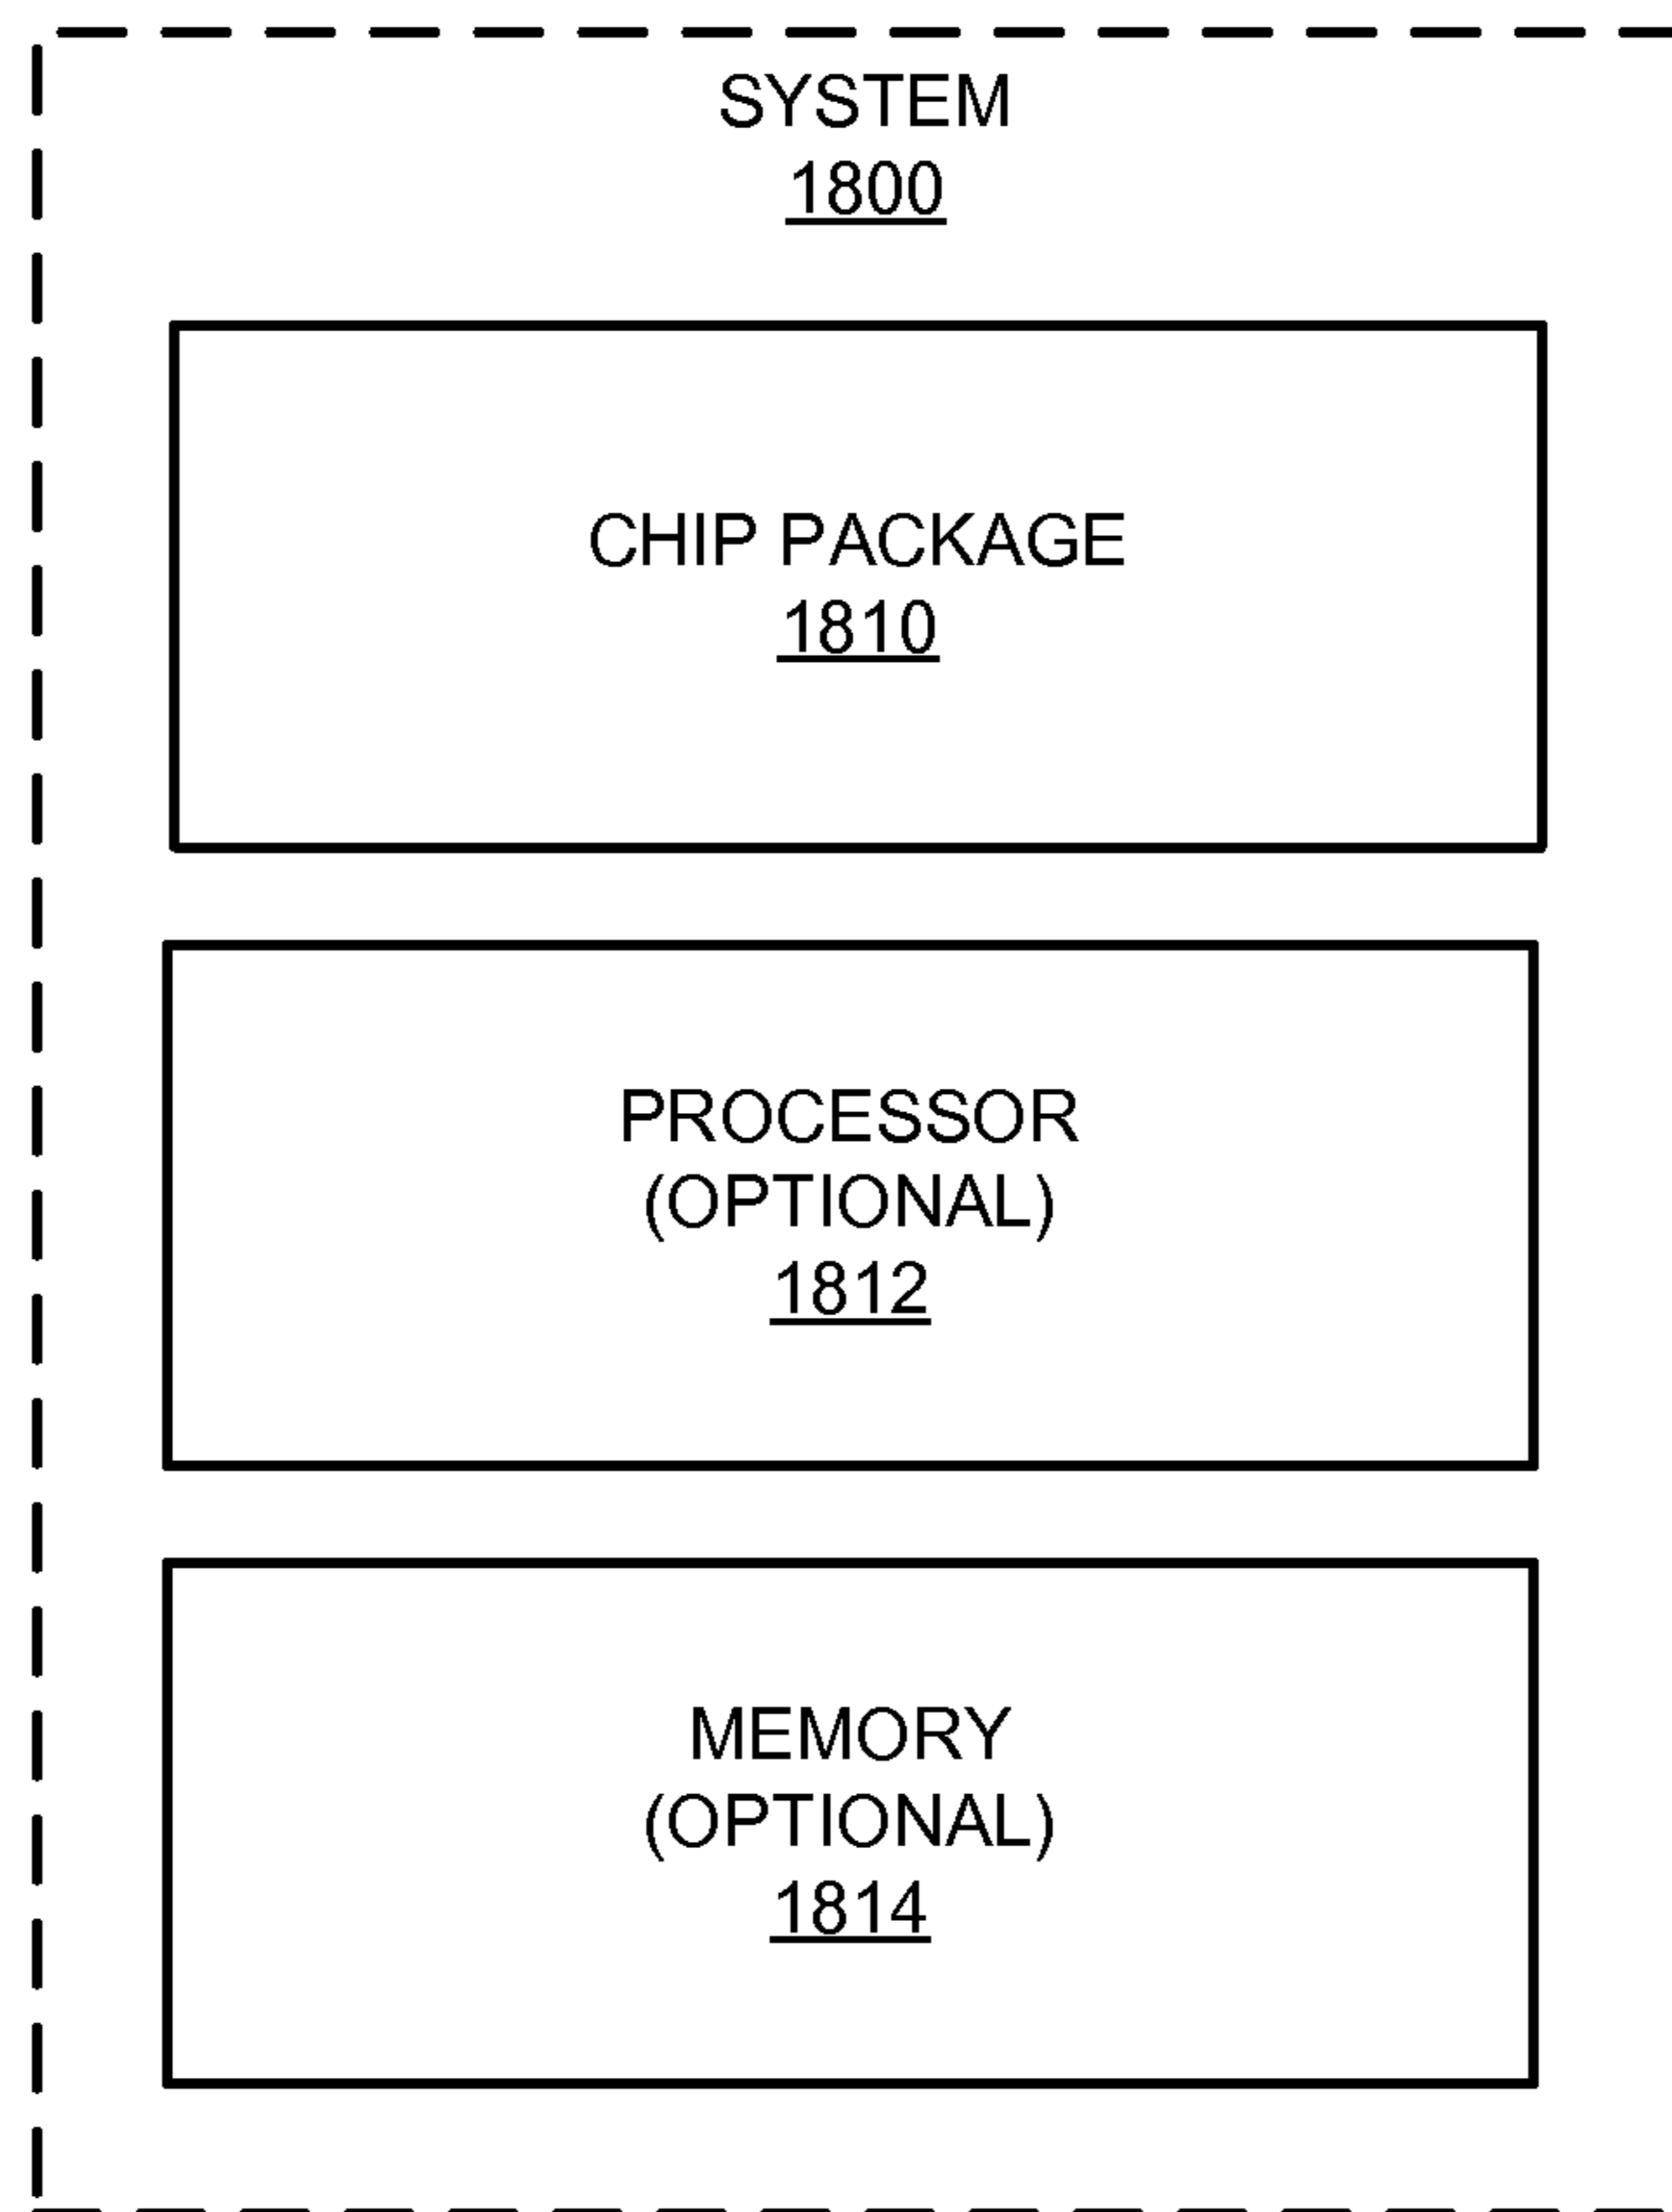 SYSTEM
1800
CHIP PACKAGE
1810
PROCESSOR
(OPTIONAL)
1812
MEMORY
(OPTIONAL)
1814